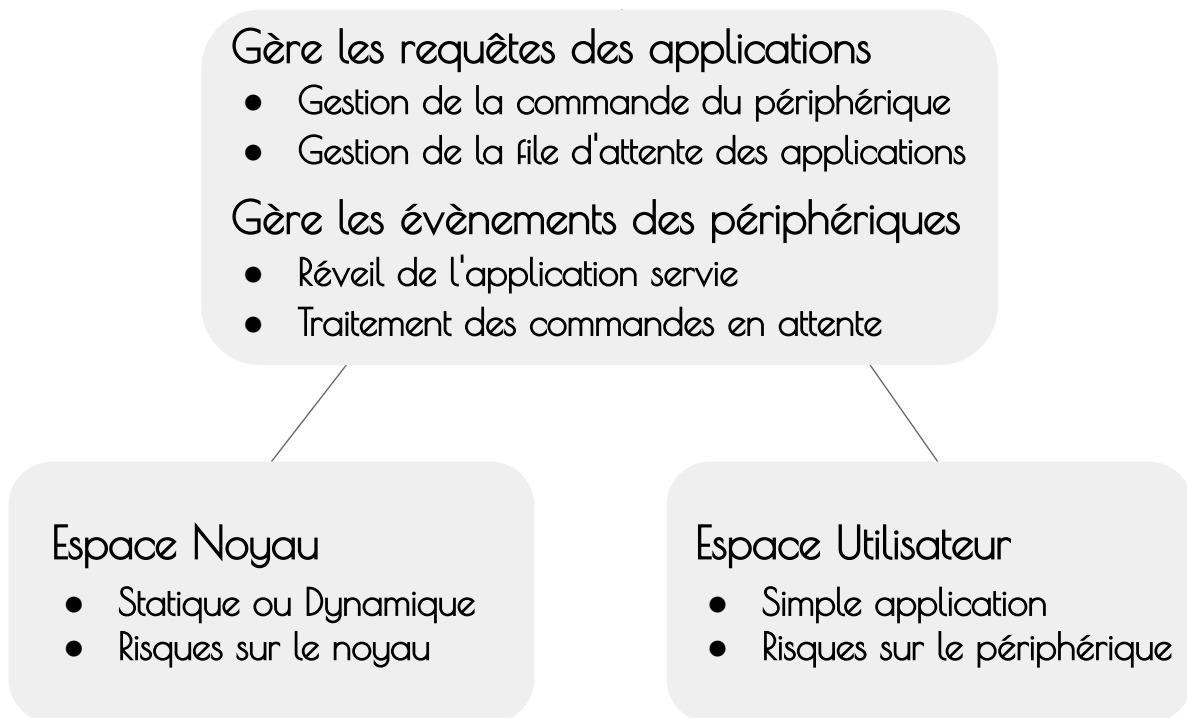 Gère les requêtes des applications
● Gestion de la commande du périphérique
● Gestion de la file d'attente des applications
Gère les évènements des périphériques
● Réveil de l'application servie
● Traitement des commandes en attente
Espace Noyau
● Statique ou Dynamique
● Risques sur le noyau
Espace Utilisateur
● Simple application
● Risques sur le périphérique